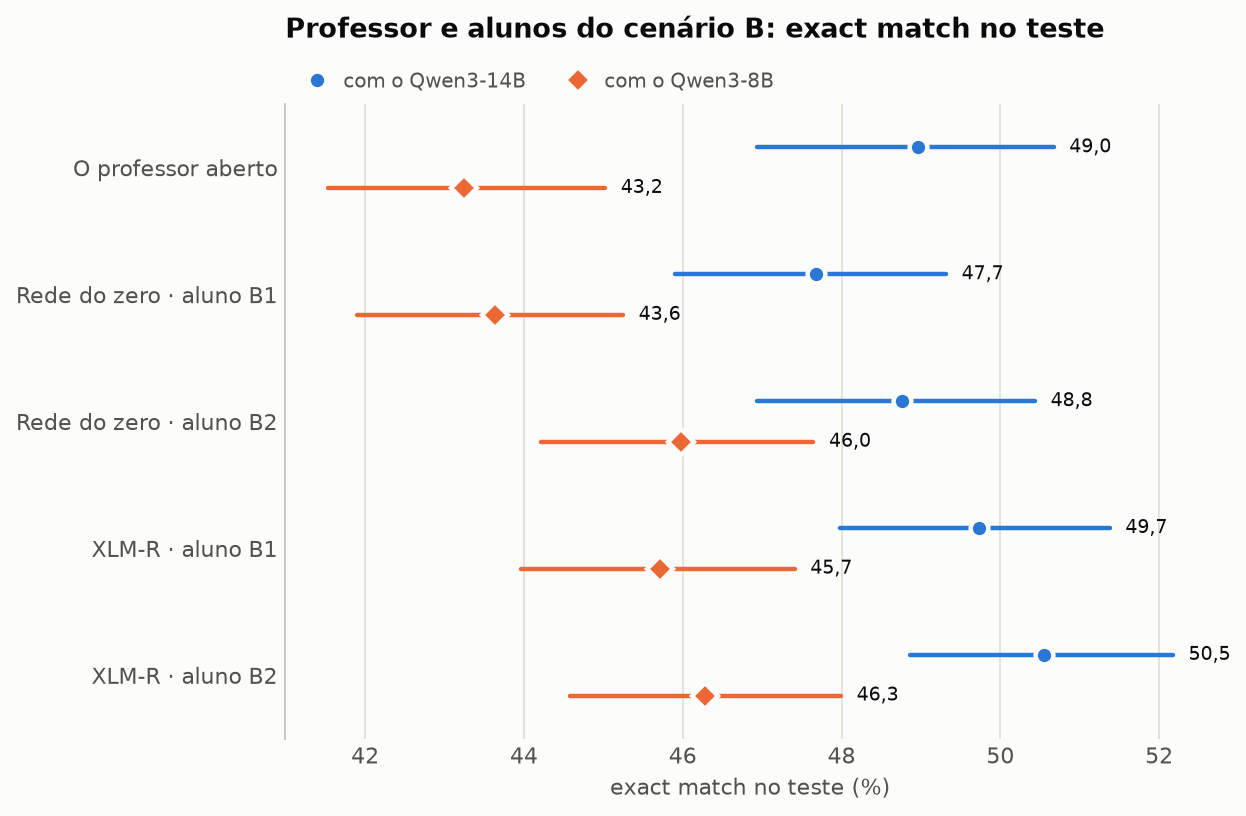 Professor e alunos do cenário B: exact match no teste
com o Qwen3-14B com o Qwen3-8B
O professor aberto
49,0
43,2
Rede do zero · aluno B1
47,7
43,6
Rede do zero · aluno B2
48,8
46,0
XLM-R · aluno B1
49,7
45,7
XLM-R · aluno B2
50,5
46,3
42 44 46 48 50 52
exact match no teste (%)